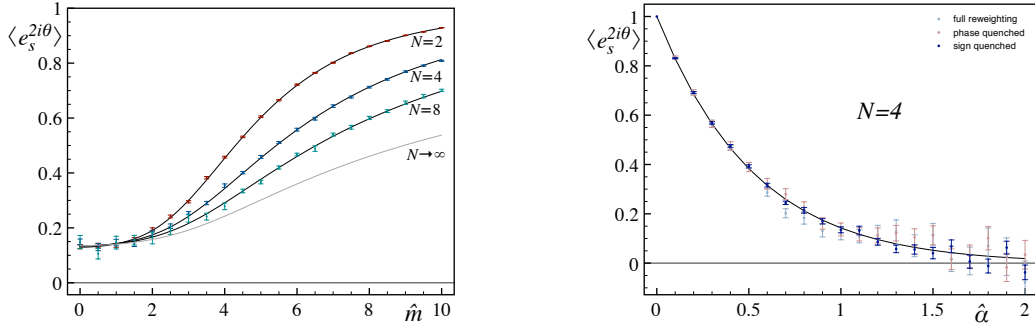 ⟨e_s^{2iθ}⟩
1
0.8
0.6
0.4
0.2
0
0 2 4 6 8 10
m̂
N=2
N=4
N=8
N→∞
⟨e_s^{2iθ}⟩
1
0.8
0.6
0.4
0.2
0
0 0.5 1 1.5 2
α̂
full reweighting
phase quenched
sign quenched
N=4